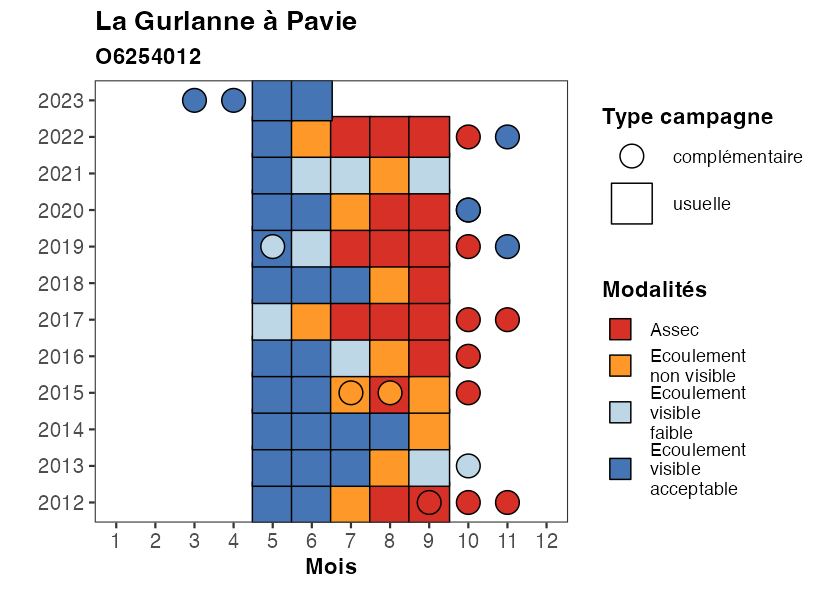 La Gurlanne à Pavie
O6254012
2023
2022
2021
2020
2019
2018
2017
2016
2015
2014
2013
2012
1 2 3 4 5 6 7 8 9 10 11 12
Mois
Type campagne
complémentaire
usuelle
Modalités
Assec
Ecoulement
non visible
Ecoulement
visible
faible
Ecoulement
visible
acceptable